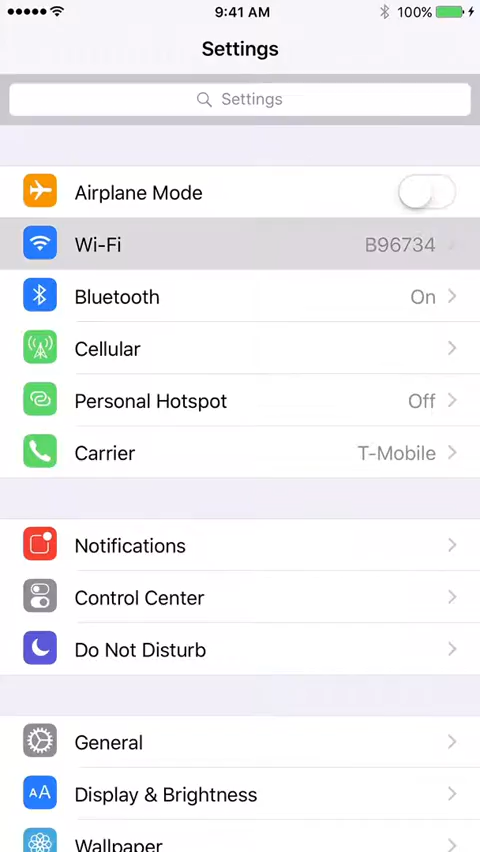 9:41 AM 100%
Settings
Settings
Airplane Mode
Wi-Fi B96734
Bluetooth On
Cellular
Personal Hotspot Off
Carrier T-Mobile
Notifications
Control Center
Do Not Disturb
General
AA Display & Brightness
Wallpaper